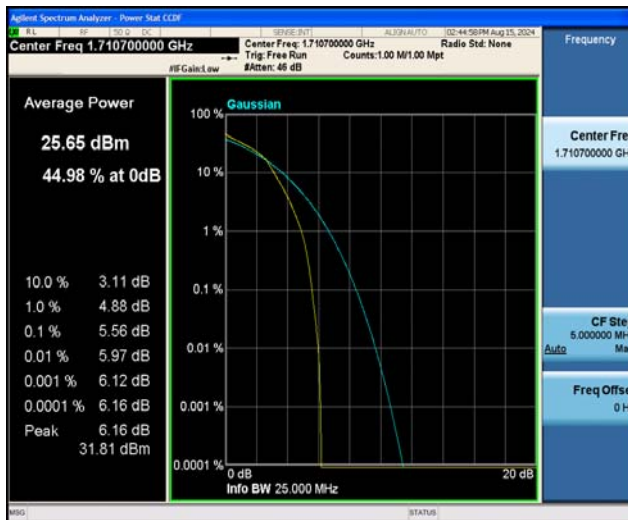 Agilent Spectrum Analyzer - Power Stat CCDF
RL RF 50 Ω DC SENSE:INT ALIGN AUTO 02:44:58PM Aug 15, 2024
Center Freq 1.710700000 GHz
Center Freq: 1.710700000 GHz Radio Std: None
Trig: Free Run Counts:1.00 M/1.00 Mpt
#IFGain:Low #Atten: 46 dB
Frequency
Average Power
25.65 dBm
44.98 % at 0dB
10.0 % 3.11 dB
1.0 % 4.88 dB
0.1 % 5.56 dB
0.01 % 5.97 dB
0.001 % 6.12 dB
0.0001 % 6.16 dB
Peak 6.16 dB
31.81 dBm
Gaussian
100 %
10 %
1 %
0.1 %
0.01 %
0.001 %
0.0001 %
0 dB 20 dB
Info BW 25.000 MHz
Center Fre
1.710700000 GH
CF Ste
5.000000 MH
Auto Ma
Freq Offse
0 H
MSG STATUS